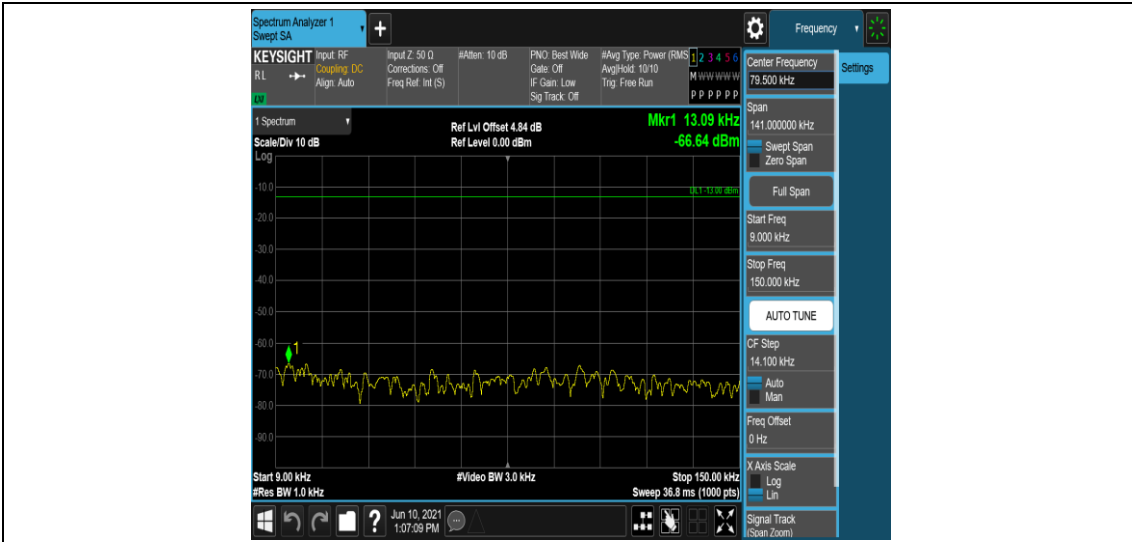 Spectrum Analyzer 1
Swept SA
+
Frequency
KEYSIGHT
RL
Input: RF
Coupling: DC
Align: Auto
Input Z: 50 Ω
Corrections: Off
Freq Ref: Int (S)
#Atten: 10 dB
PNO: Best Wide
Gate: Off
IF Gain: Low
Sig Track: Off
#Avg Type: Power (RMS
Avg|Hold: 10/10
Trig: Free Run
1 2 3 4 5 6
M W W W W W
P P P P P P
1 Spectrum
Scale/Div 10 dB
Log
Ref Lvl Offset 4.84 dB
Ref Level 0.00 dBm
Mkr1 13.09 kHz
-66.64 dBm
DL1 -13.00 dBm
-10.0
-20.0
-30.0
-40.0
-50.0
-60.0
-70.0
-80.0
-90.0
1
Start 9.00 kHz
#Res BW 1.0 kHz
#Video BW 3.0 kHz
Stop 150.00 kHz
Sweep 36.8 ms (1000 pts)
Center Frequency
79.500 kHz
Span
141.000000 kHz
Swept Span
Zero Span
Full Span
Start Freq
9.000 kHz
Stop Freq
150.000 kHz
AUTO TUNE
CF Step
14.100 kHz
Auto
Man
Freq Offset
0 Hz
X Axis Scale
Log
Lin
Signal Track
(Span Zoom)
Settings
?
Jun 10, 2021
1:07:09 PM